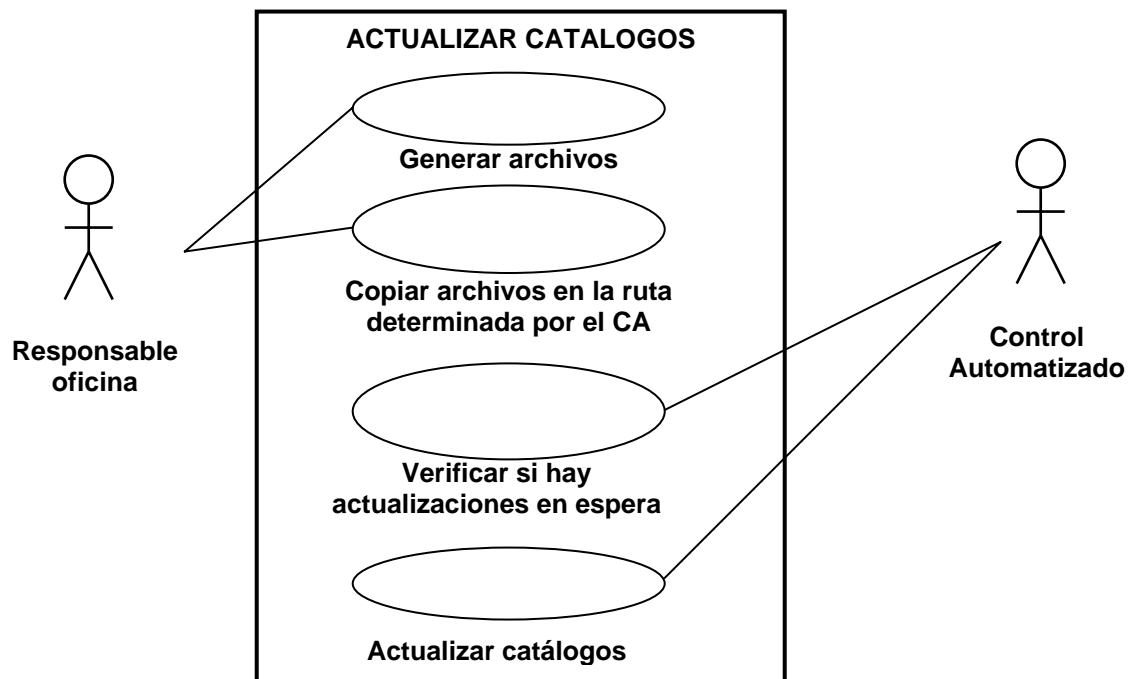 ACTUALIZAR CATALOGOS
Generar archivos
Copiar archivos en la ruta
determinada por el CA
Responsable
oficina
Control
Automatizado
Verificar si hay
actualizaciones en espera
Actualizar catálogos